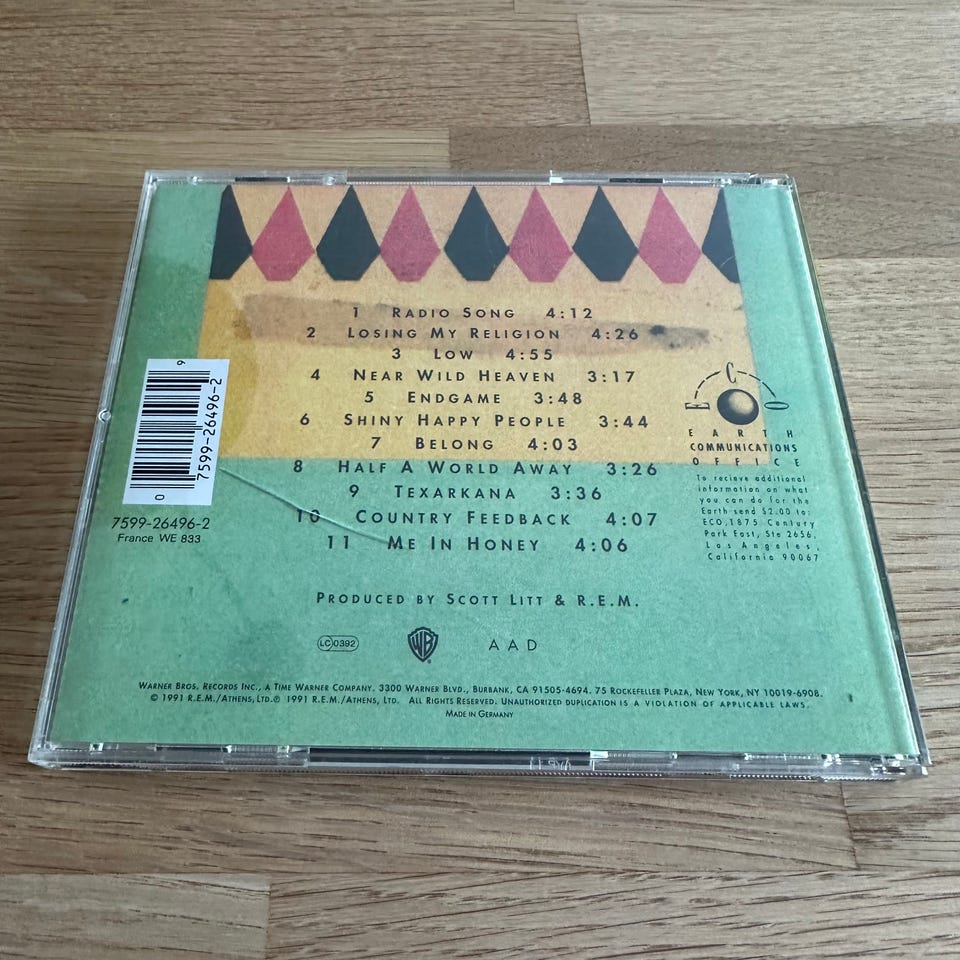 1 Radio Song 4:12
2 Losing My Religion 4:26
3 Low 4:55
4 Near Wild Heaven 3:17
5 Endgame 3:48
6 Shiny Happy People 3:44
7 Belong 4:03
8 Half A World Away 3:26
9 Texarkana 3:36
10 Country Feedback 4:07
11 Me In Honey 4:06
Produced by Scott Litt & R.E.M.
LC 0392
WB
AAD
Warner Bros. Records Inc., a Time Warner Company. 3300 Warner Blvd., Burbank, CA 91505-4694. 75 Rockefeller Plaza, New York, NY 10019-6908.
© 1991 R.E.M./Athens, Ltd. ℗ 1991 R.E.M./Athens, Ltd. All Rights Reserved. Unauthorized duplication is a violation of applicable laws.
Made in Germany
9
7599-26496-2
0
7599-26496-2
France WE 833
ECO
EARTH
COMMUNICATIONS
OFFICE
To recieve additional
information on what
you can do for the
Earth send $2.00 to:
ECO, 1875 Century
Park East, Ste 2656,
Los Angeles,
California 90067